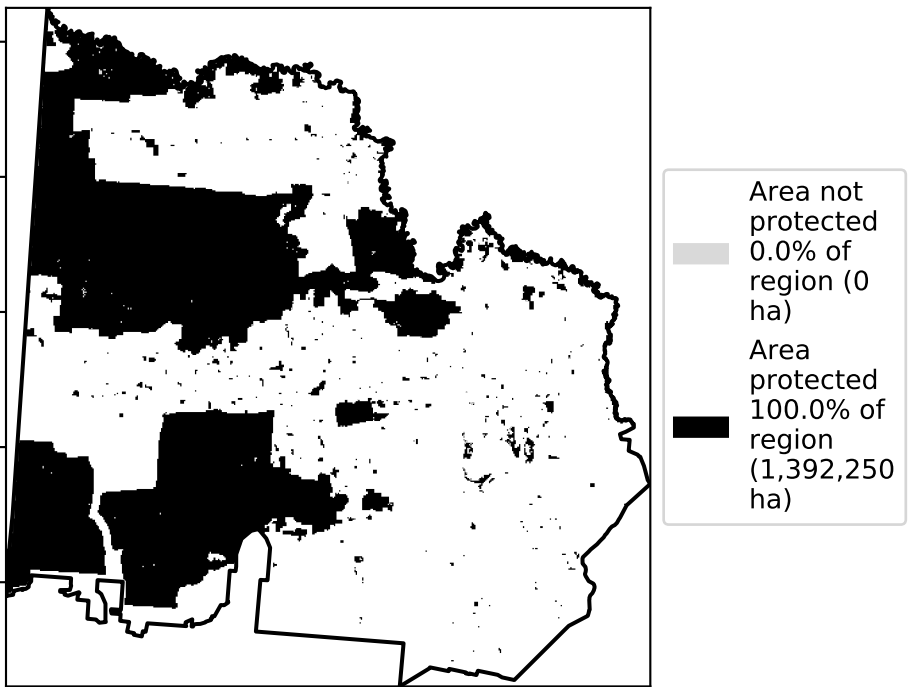 Area not
protected
0.0% of
region (0
ha)
Area
protected
100.0% of
region
(1,392,250
ha)